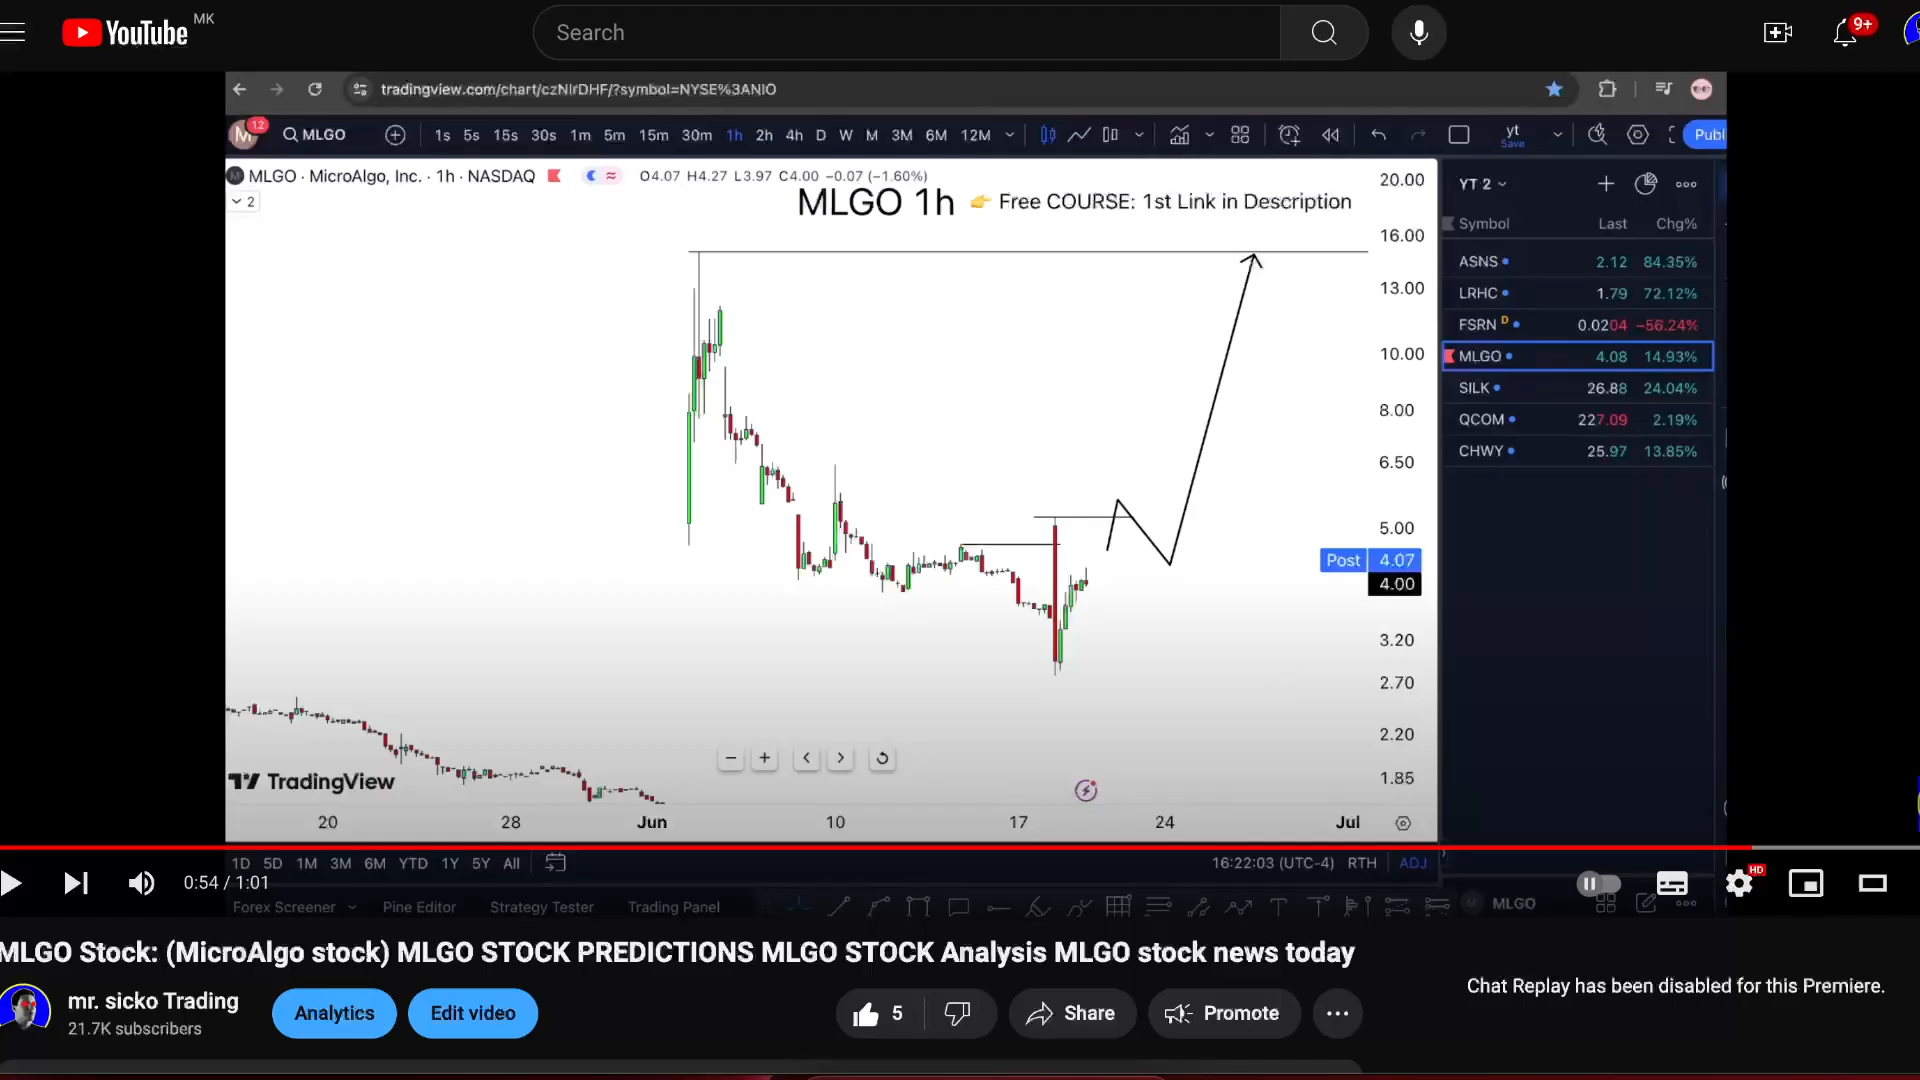 YouTube MK
Search
9+
tradingview.com/chart/czNIrDHF/?symbol=NYSE%3ANIO
M 12 MLGO 1s 5s 15s 30s 1m 5m 15m 30m 1h 2h 4h D W M 3M 6M 12M yt Save Publ
MLGO · MicroAlgo, Inc. · 1h · NASDAQ O4.07 H4.27 L3.97 C4.00 −0.07 (−1.60%)
2
MLGO 1h 👉 Free COURSE: 1st Link in Description
20.00
16.00
13.00
10.00
8.00
6.50
5.00
Post 4.07
4.00
3.20
2.70
2.20
1.85
TradingView
20 28 Jun 10 17 24 Jul
YT 2
Symbol Last Chg%
ASNS 2.12 84.35%
LRHC 1.79 72.12%
FSRN D 0.0204 −56.24%
MLGO 4.08 14.93%
SILK 26.88 24.04%
QCOM 227.09 2.19%
CHWY 25.97 13.85%
1D 5D 1M 3M 6M YTD 1Y 5Y All 16:22:03 (UTC-4) RTH ADJ
0:54 / 1:01
HD
Forex Screener Pine Editor Strategy Tester Trading Panel
M MLGO
MLGO Stock: (MicroAlgo stock) MLGO STOCK PREDICTIONS MLGO STOCK Analysis MLGO stock news today
mr. sicko Trading
21.7K subscribers
Analytics
Edit video
5
Share
Promote
Chat Replay has been disabled for this Premiere.